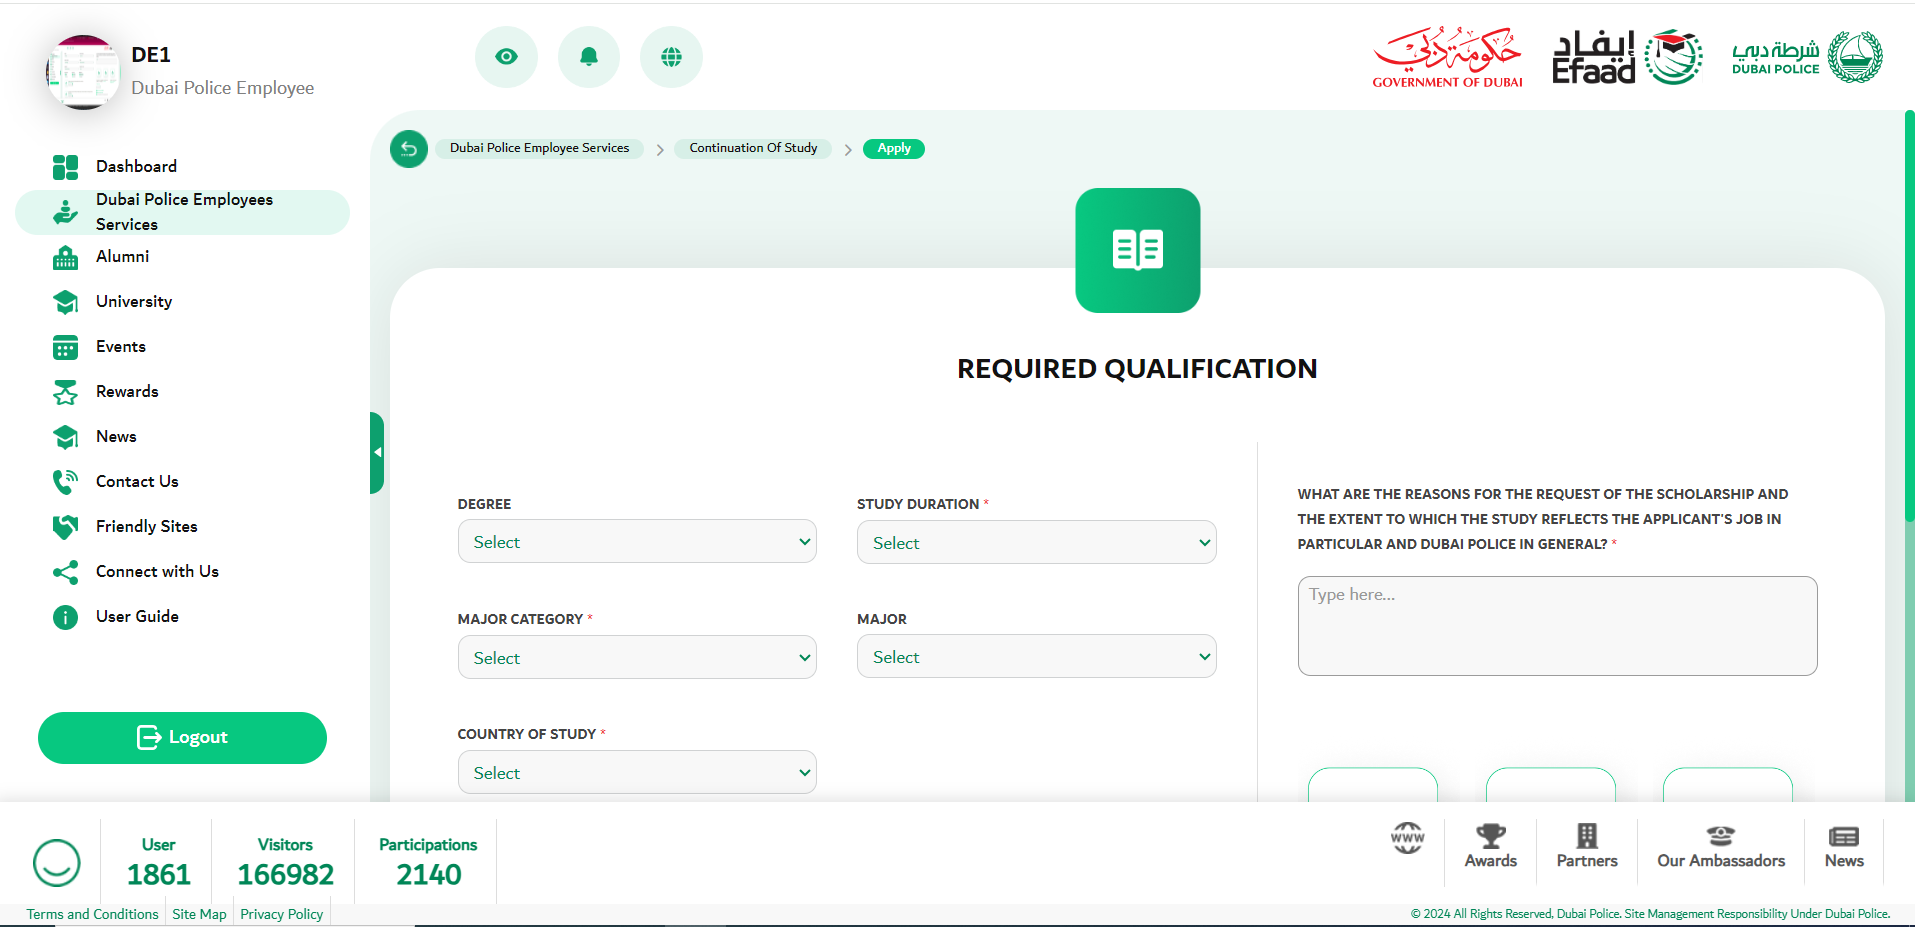 DE1
Dubai Police Employee
حكومة دبي
GOVERNMENT OF DUBAI
إيفاد
Efaad
شرطة دبي
DUBAI POLICE
Dashboard
Dubai Police Employees
Services
Alumni
University
Events
Rewards
News
Contact Us
Friendly Sites
Connect with Us
User Guide
Logout
Dubai Police Employee Services
Continuation Of Study
Apply
REQUIRED QUALIFICATION
DEGREE
Select
STUDY DURATION *
Select
MAJOR CATEGORY *
Select
MAJOR
Select
COUNTRY OF STUDY *
Select
WHAT ARE THE REASONS FOR THE REQUEST OF THE SCHOLARSHIP AND
THE EXTENT TO WHICH THE STUDY REFLECTS THE APPLICANT'S JOB IN
PARTICULAR AND DUBAI POLICE IN GENERAL? *
Type here...
User
1861
Visitors
166982
Participations
2140
WWW
Awards
Partners
Our Ambassadors
News
Terms and Conditions
Site Map
Privacy Policy
© 2024 All Rights Reserved, Dubai Police. Site Management Responsibility Under Dubai Police.